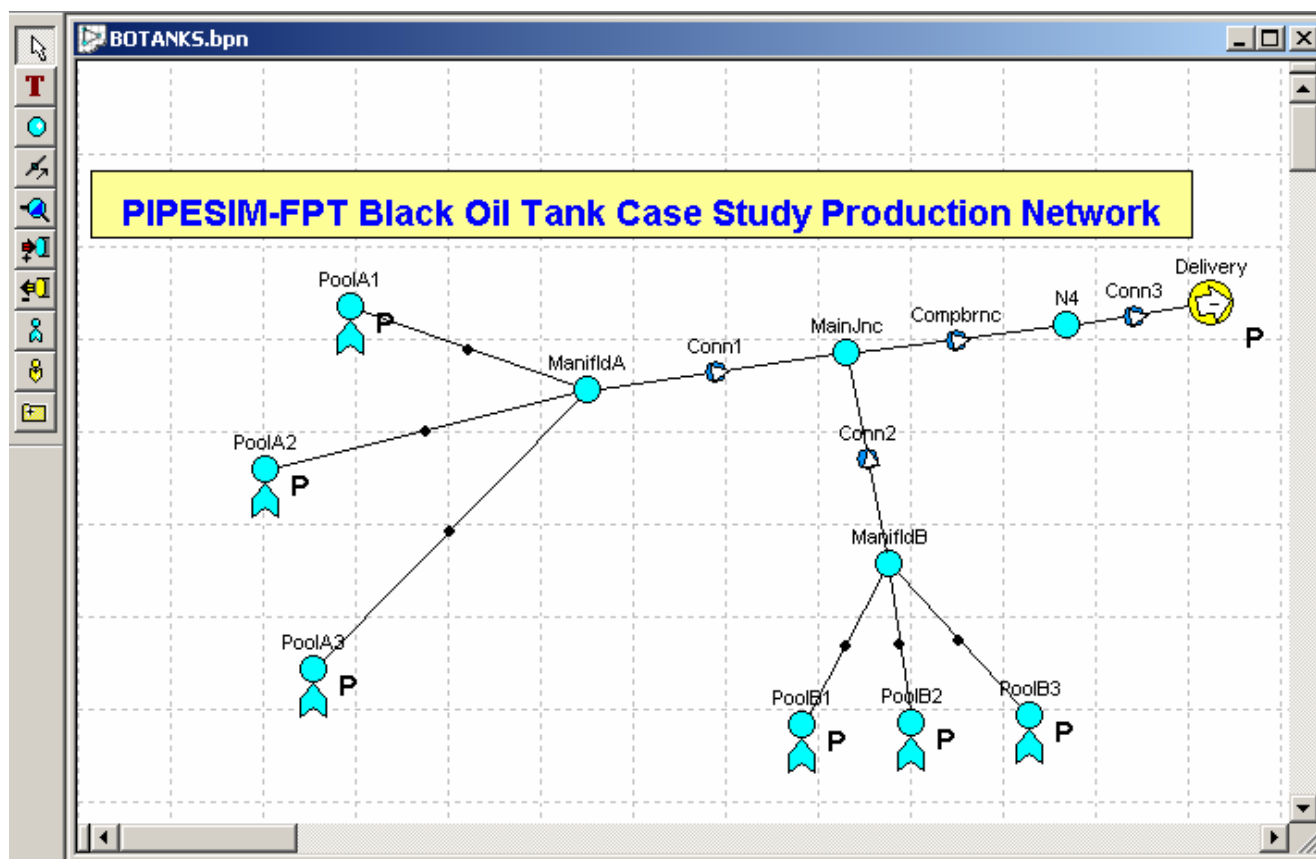 BOTANKS.bpn
T
PIPESIM-FPT Black Oil Tank Case Study Production Network
PoolA1
P
ManifldA
Conn1
MainJnc
Compbrnc
N4
Conn3
Delivery
P
PoolA2
P
Conn2
ManifldB
PoolA3
P
PoolB1
P
PoolB2
P
PoolB3
P